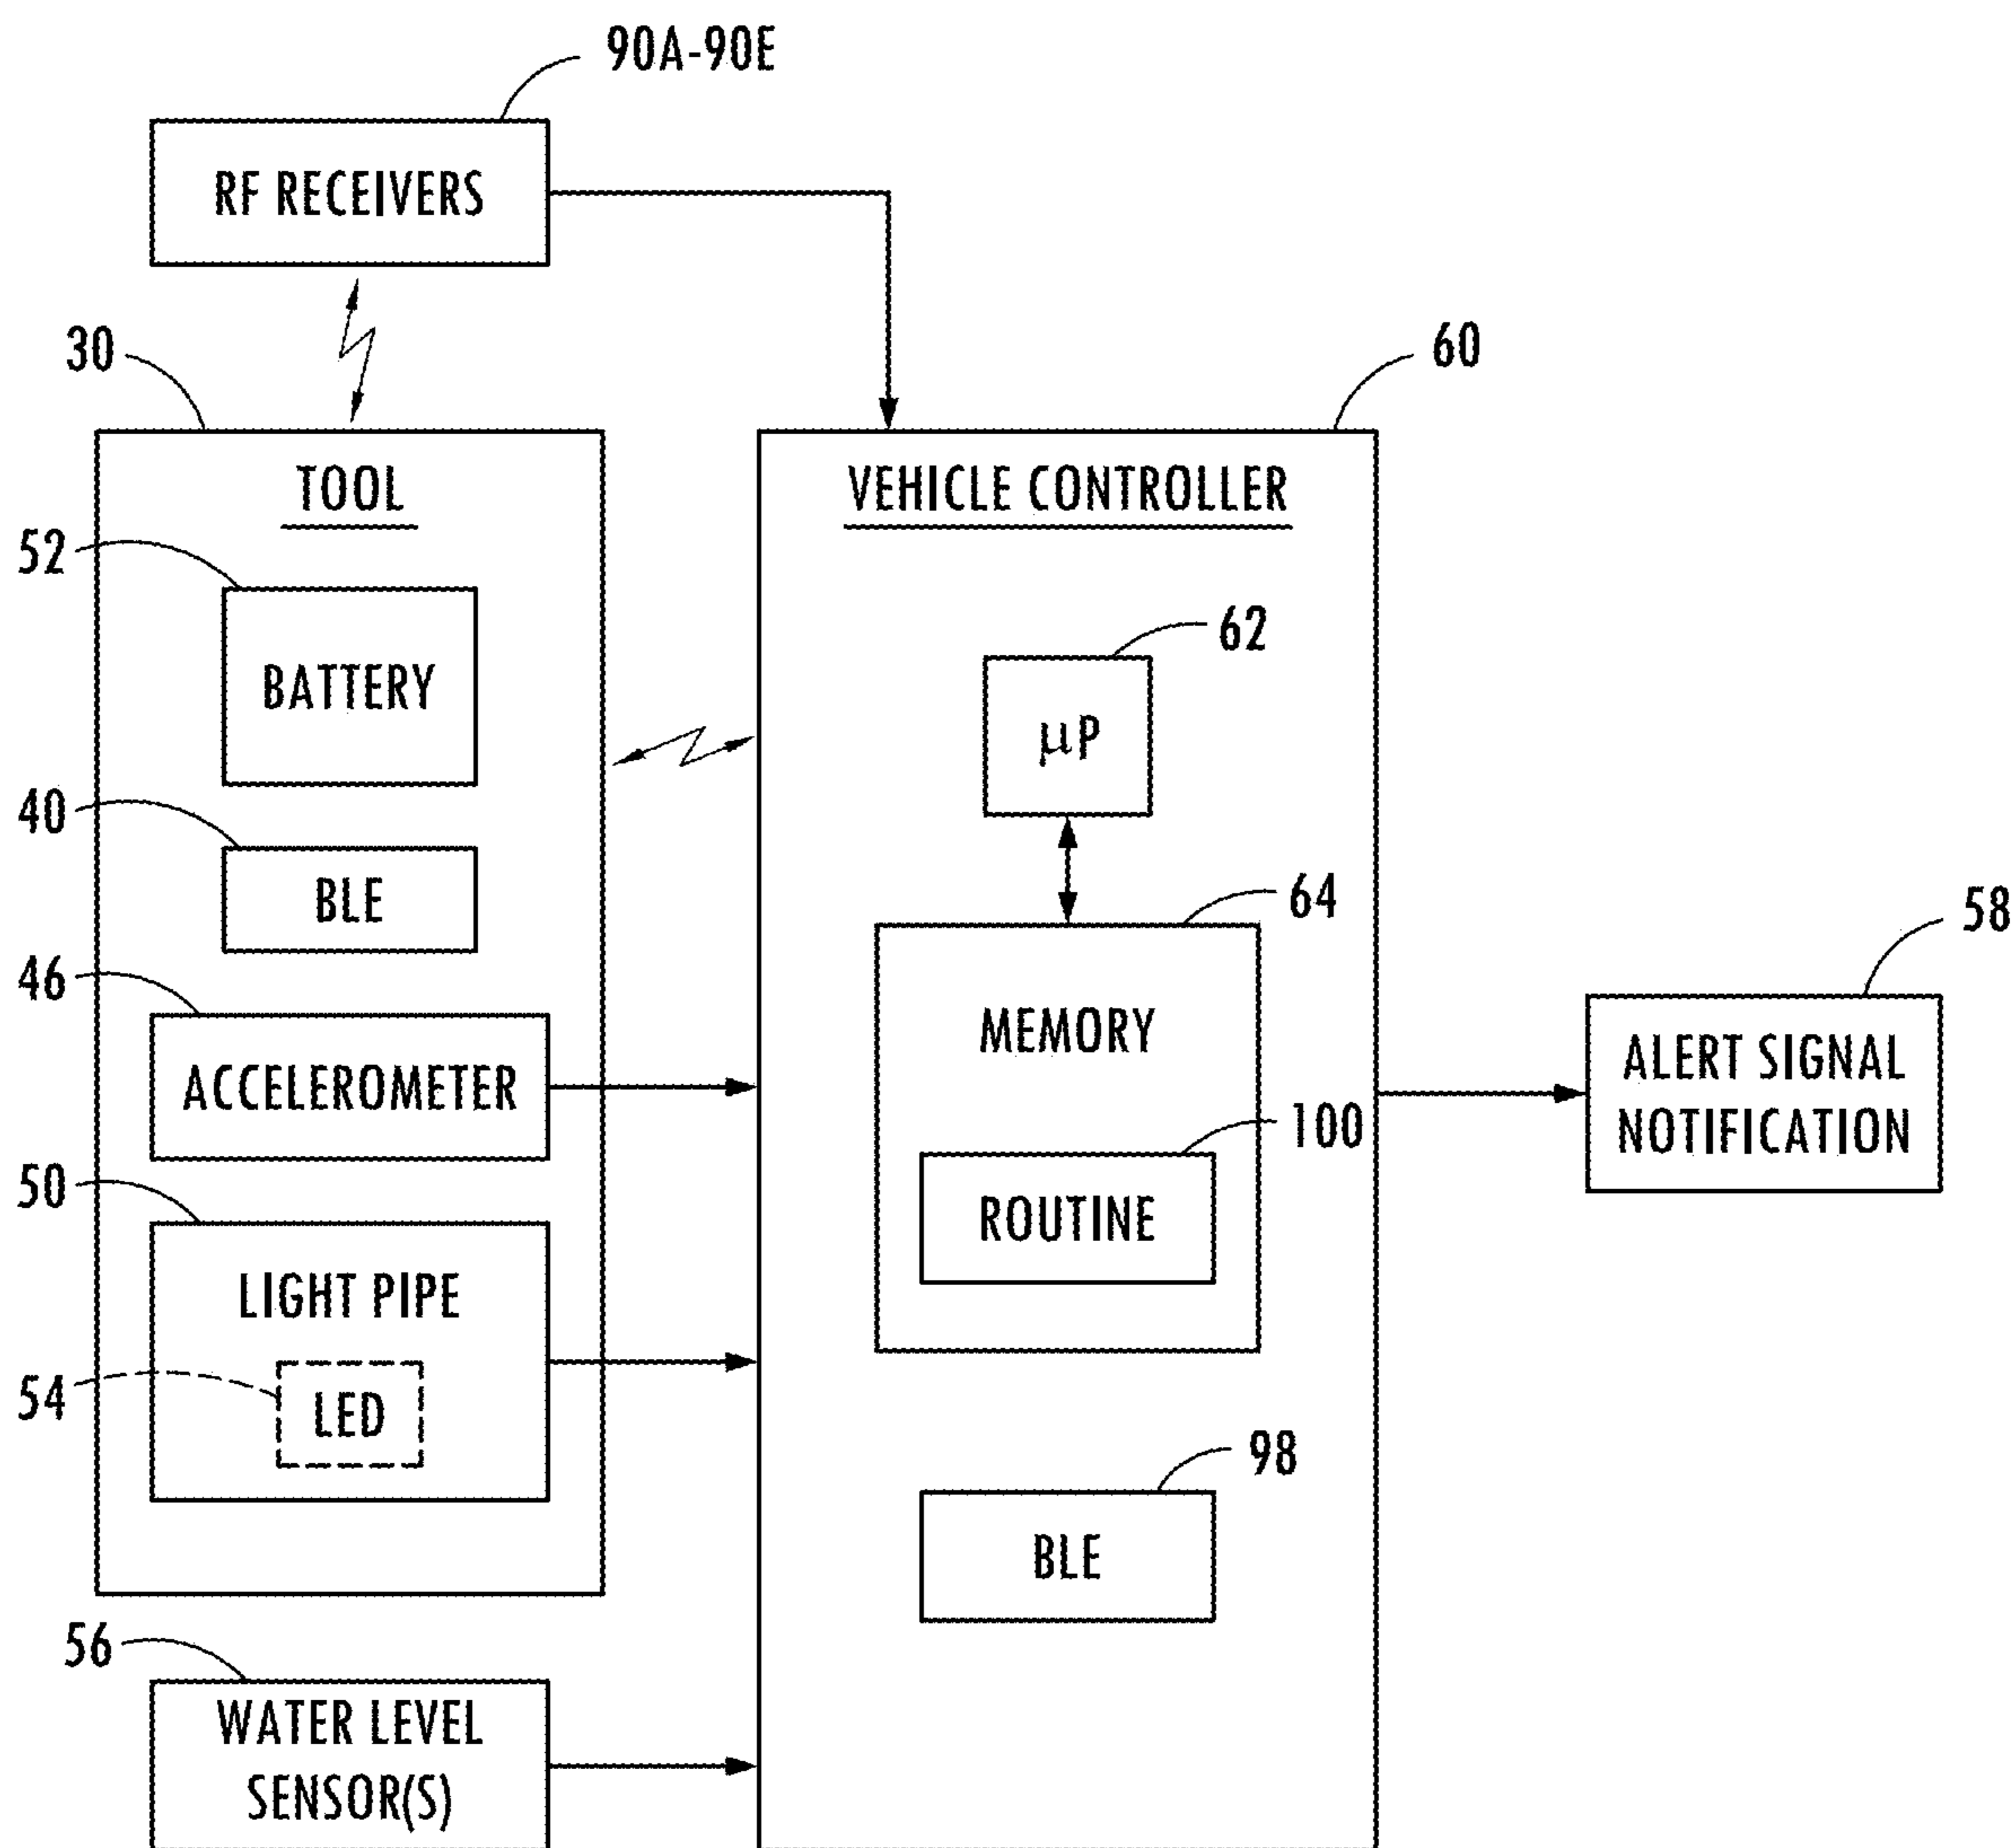 90A-90E
RF RECEIVERS
30
60
TOOL
VEHICLE CONTROLLER
52
BATTERY
62
μP
40
BLE
64
58
46
MEMORY
ALERT SIGNAL
NOTIFICATION
ACCELEROMETER
100
50
ROUTINE
LIGHT PIPE
54
LED
98
BLE
56
WATER LEVEL
SENSOR(S)